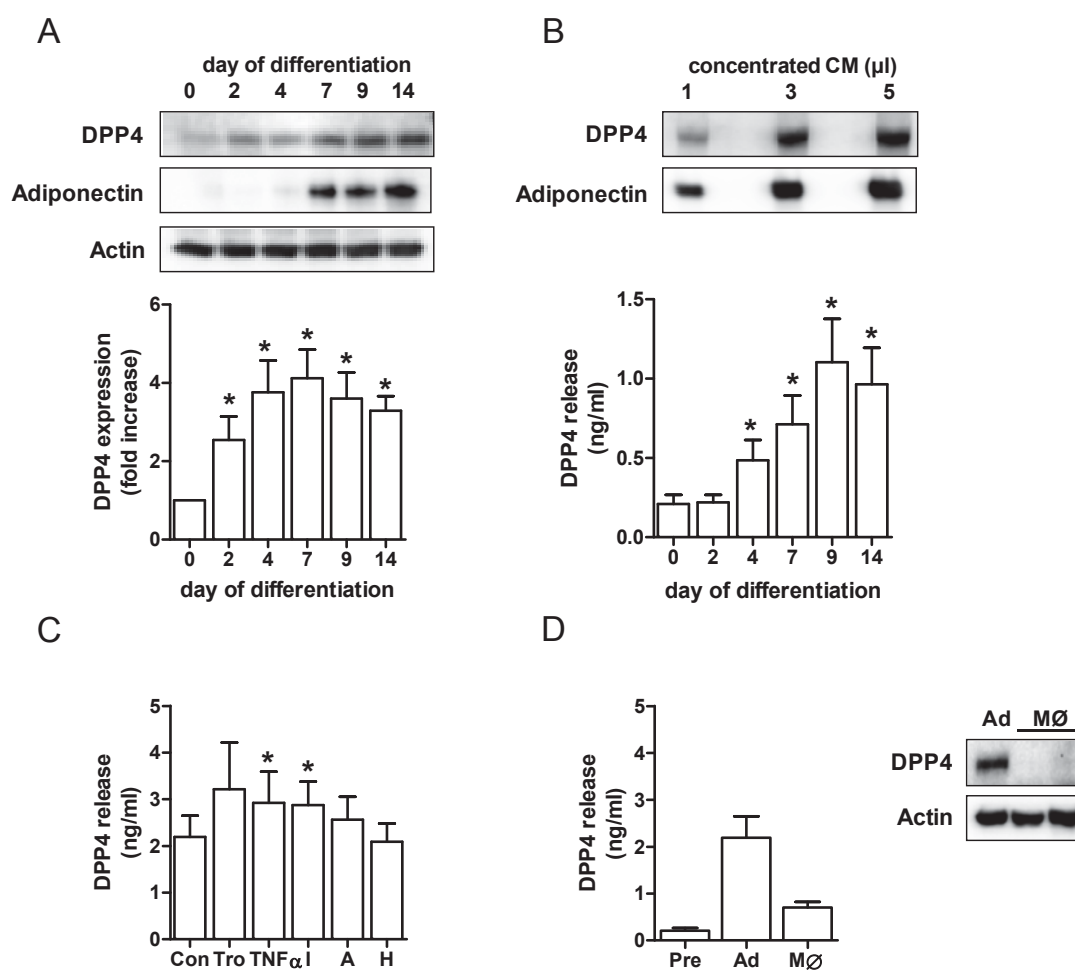 A
day of differentiation
0 2 4 7 9 14
DPP4
Adiponectin
Actin
DPP4 expression
(fold increase)
6
4
2
0
* * * * *
0 2 4 7 9 14
day of differentiation
B
concentrated CM (µl)
1 3 5
DPP4
Adiponectin
DPP4 release
(ng/ml)
1.5
1.0
0.5
0.0
* * * *
0 2 4 7 9 14
day of differentiation
C
DPP4 release
(ng/ml)
5
4
3
2
1
0
* *
Con Tro TNFα I A H
D
DPP4 release
(ng/ml)
5
4
3
2
1
0
Pre Ad MØ
Ad MØ
DPP4
Actin